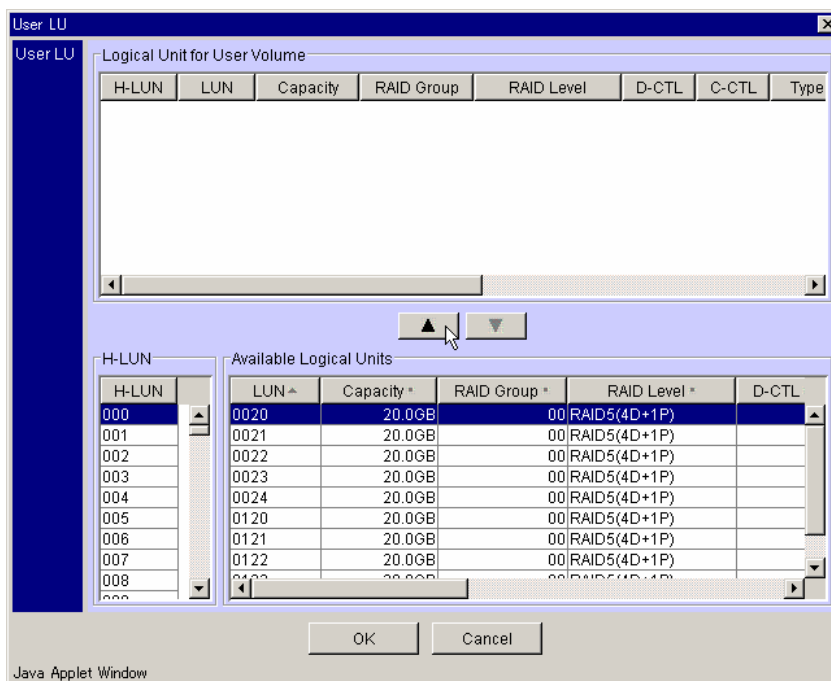 User LU
User LU
Logical Unit for User Volume
H-LUN LUN Capacity RAID Group RAID Level D-CTL C-CTL Type
H-LUN
H-LUN
000
001
002
003
004
005
006
007
008
Available Logical Units
LUN Capacity RAID Group RAID Level D-CTL
0020 20.0GB 00 RAID5(4D+1P)
0021 20.0GB 00 RAID5(4D+1P)
0022 20.0GB 00 RAID5(4D+1P)
0023 20.0GB 00 RAID5(4D+1P)
0024 20.0GB 00 RAID5(4D+1P)
0120 20.0GB 00 RAID5(4D+1P)
0121 20.0GB 00 RAID5(4D+1P)
0122 20.0GB 00 RAID5(4D+1P)
OK Cancel
Java Applet Window